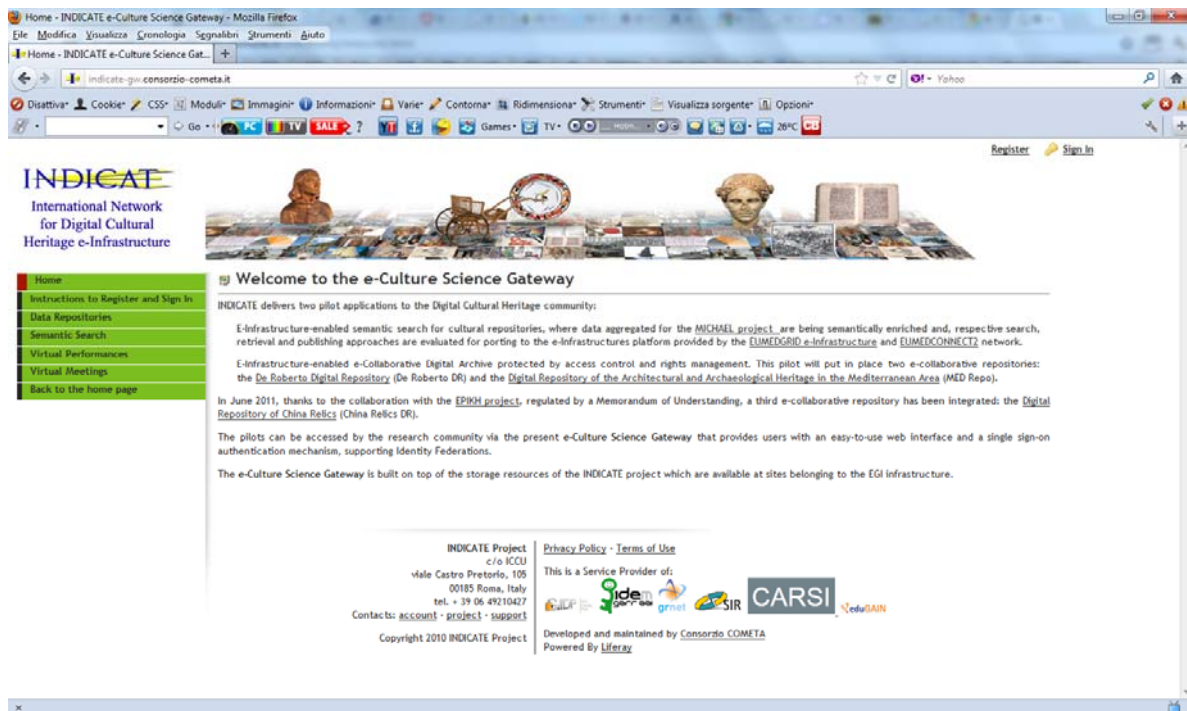 Home - INDICATE e-Culture Science Gateway - Mozilla Firefox
File Modifica Visualizza Cronologia Segnalibri Strumenti Aiuto
Home - INDICATE e-Culture Science Gat... +
indicate-gw.consorzio-cometa.it Yahoo
Disattiva Cookie CSS Moduli Immagini Informazioni Varie Contorna Ridimensiona Strumenti Visualizza sorgente Opzioni
Go PC TV SALE ? Games TV 26°C
Register Sign In
INDICATE
International Network
for Digital Cultural
Heritage e-Infrastructure
Home
Instructions to Register and Sign In
Data Repositories
Semantic Search
Virtual Performances
Virtual Meetings
Back to the home page
Welcome to the e-Culture Science Gateway
INDICATE delivers two pilot applications to the Digital Cultural Heritage community:
E-Infrastructure-enabled semantic search for cultural repositories, where data aggregated for the MICHAEL project are being semantically enriched and, respective search,
retrieval and publishing approaches are evaluated for porting to the e-Infrastructures platform provided by the EUMEDGRID e-Infrastructure and EUMEDCONNECT2 network.
E-Infrastructure-enabled e-Collaborative Digital Archive protected by access control and rights management. This pilot will put in place two e-collaborative repositories:
the De Roberto Digital Repository (De Roberto DR) and the Digital Repository of the Architectural and Archaeological Heritage in the Mediterranean Area (MED Repo).
In June 2011, thanks to the collaboration with the EPIKH project, regulated by a Memorandum of Understanding, a third e-collaborative repository has been integrated: the Digital
Repository of China Relics (China Relics DR).
The pilots can be accessed by the research community via the present e-Culture Science Gateway that provides users with an easy-to-use web interface and a single sign-on
authentication mechanism, supporting Identity Federations.
The e-Culture Science Gateway is built on top of the storage resources of the INDICATE project which are available at sites belonging to the EGI infrastructure.
INDICATE Project
c/o ICCU
viale Castro Pretorio, 105
00185 Roma, Italy
tel. + 39 06 49210427
Contacts: account - project - support
Copyright 2010 INDICATE Project
Privacy Policy - Terms of Use
This is a Service Provider of:
idem garr aai grnet SIR CARSI eduGAIN
Developed and maintained by Consorzio COMETA
Powered By Liferay